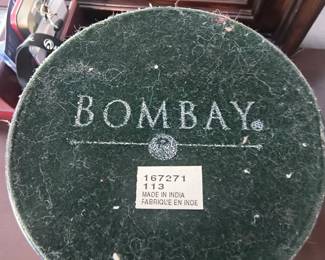 BOMBAY®
167271
113
MADE IN INDIA
FABRIQUE EN INDE